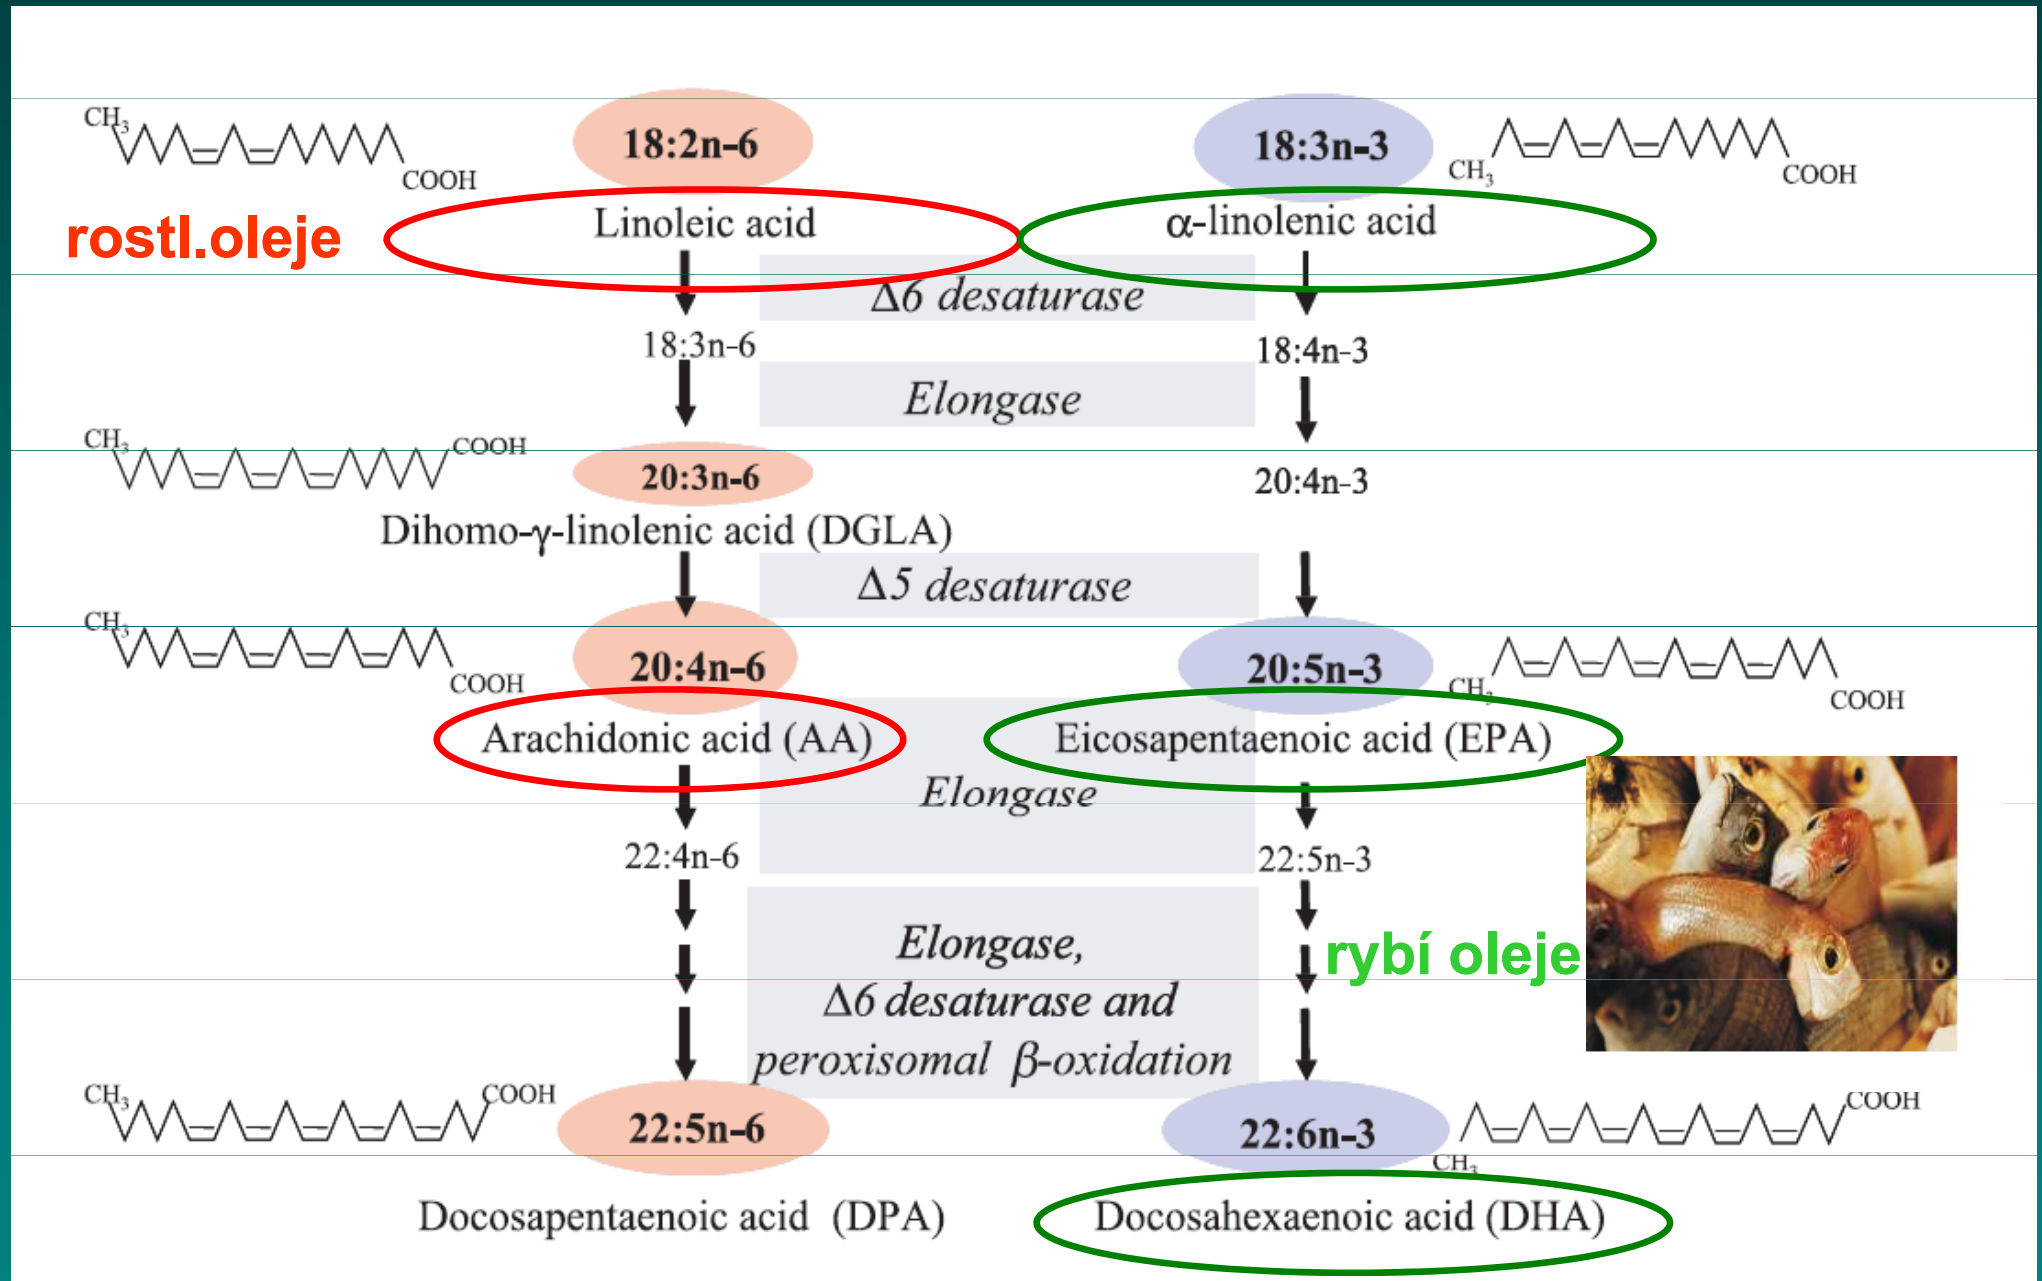 CH₃
18:2n-6
18:3n-3
COOH
CH₃
COOH
rostl.oleje
Linoleic acid
α-linolenic acid
Δ6 desaturase
18:3n-6
18:4n-3
Elongase
CH₃
COOH
20:3n-6
20:4n-3
Dihomo-γ-linolenic acid (DGLA)
Δ5 desaturase
CH₃
20:4n-6
20:5n-3
COOH
CH₃
COOH
Arachidonic acid (AA)
Eicosapentaenoic acid (EPA)
Elongase
22:4n-6
22:5n-3
Elongase,
Δ6 desaturase and
peroxisomal β-oxidation
rybí oleje
CH₃
COOH
22:5n-6
22:6n-3
CH₃
COOH
Docosapentaenoic acid (DPA)
Docosahexaenoic acid (DHA)